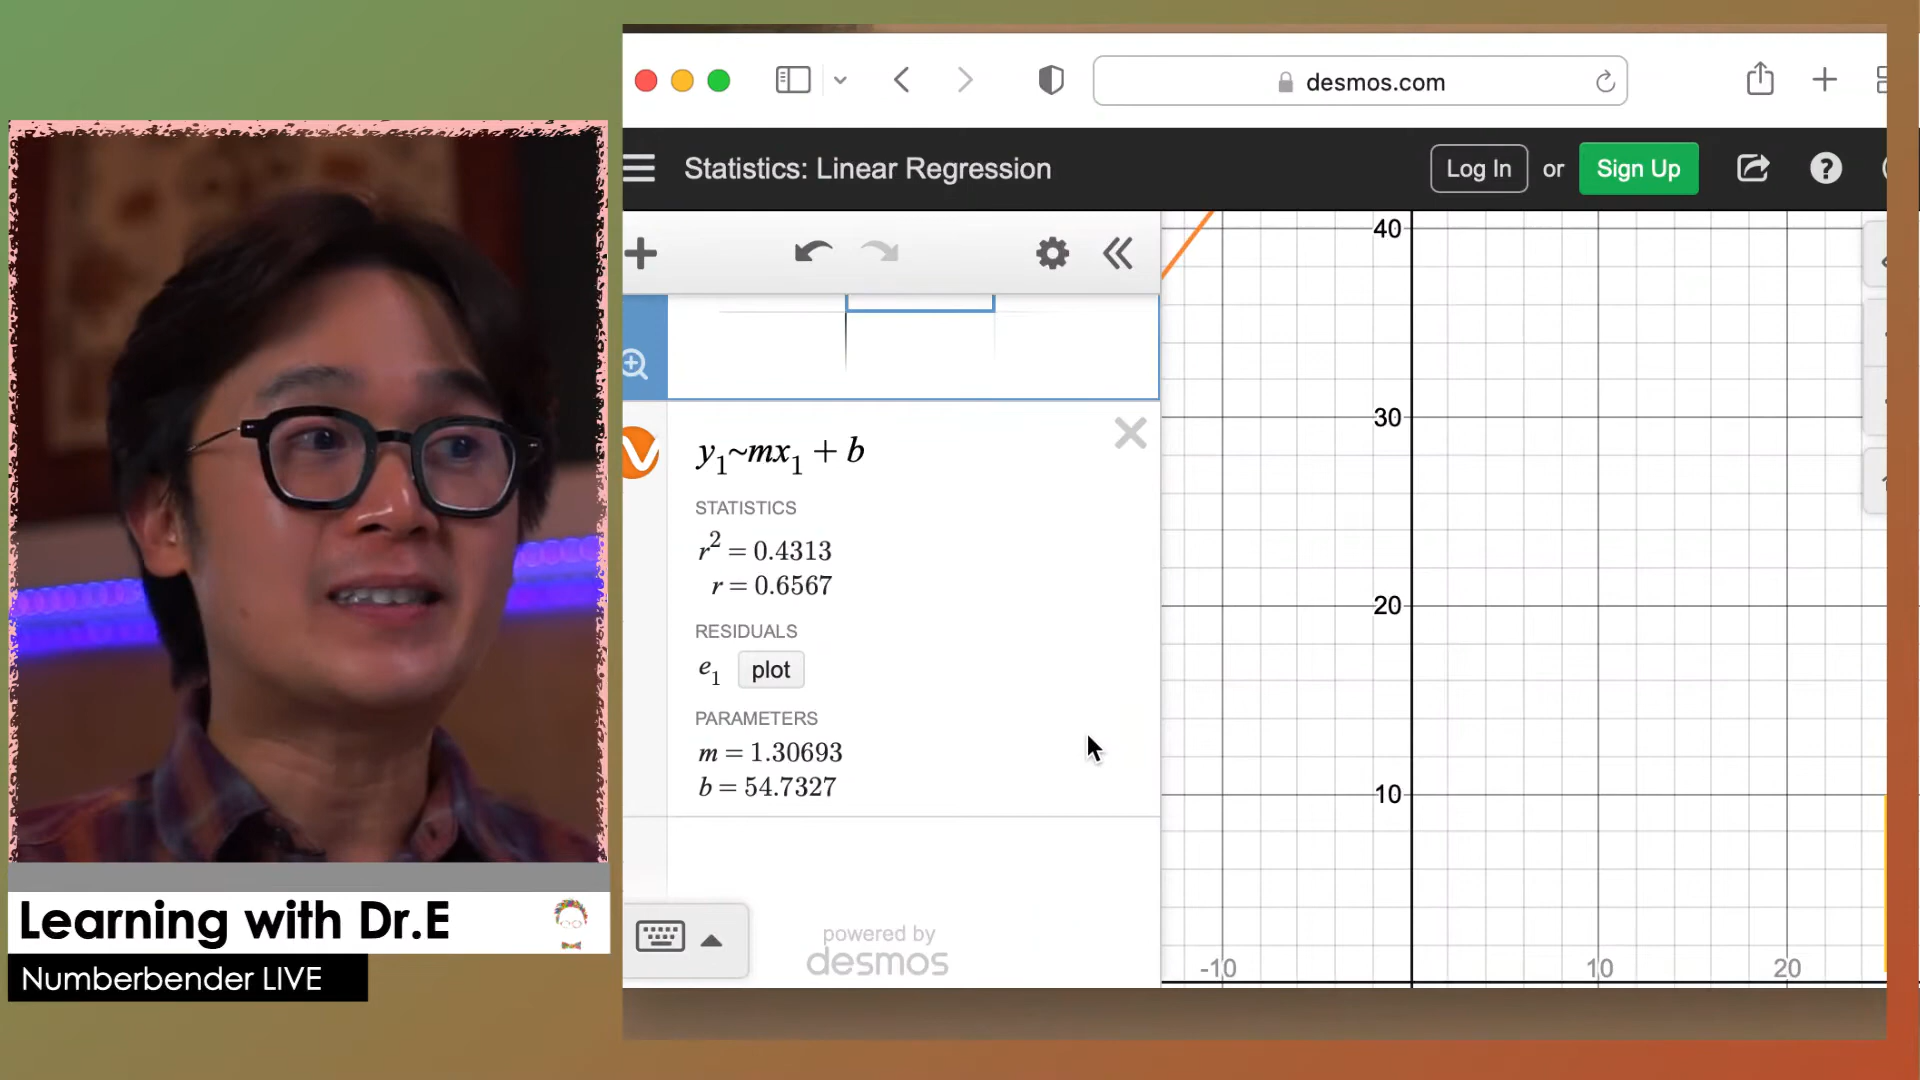 desmos.com
Statistics: Linear Regression
Log In or Sign Up
y₁~mx₁ + b
STATISTICS
r² = 0.4313
r = 0.6567
RESIDUALS
e₁ plot
PARAMETERS
m = 1.30693
b = 54.7327
powered by
desmos
40
30
20
10
-10 10 20
Learning with Dr.E
Numberbender LIVE